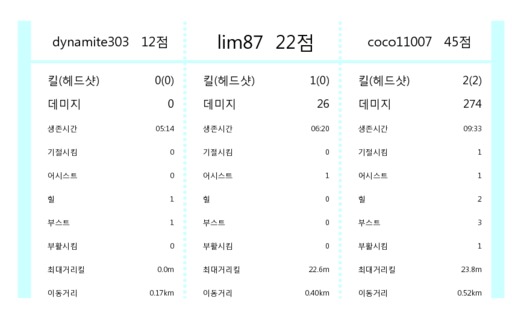 dynamite303 12점 lim87 22점 coco11007 45점
킬(헤드샷) 0(0) 킬(헤드샷) 1(0) 킬(헤드샷) 2(2)
데미지 0 데미지 26 데미지 274
생존시간 05:14 생존시간 06:20 생존시간 09:33
기절시킴 0 기절시킴 0 기절시킴 1
어시스트 0 어시스트 1 어시스트 1
힐 1 힐 0 힐 2
부스트 1 부스트 0 부스트 3
부활시킴 0 부활시킴 0 부활시킴 1
최대거리킬 0.0m 최대거리킬 22.6m 최대거리킬 23.8m
이동거리 0.17km 이동거리 0.40km 이동거리 0.52km